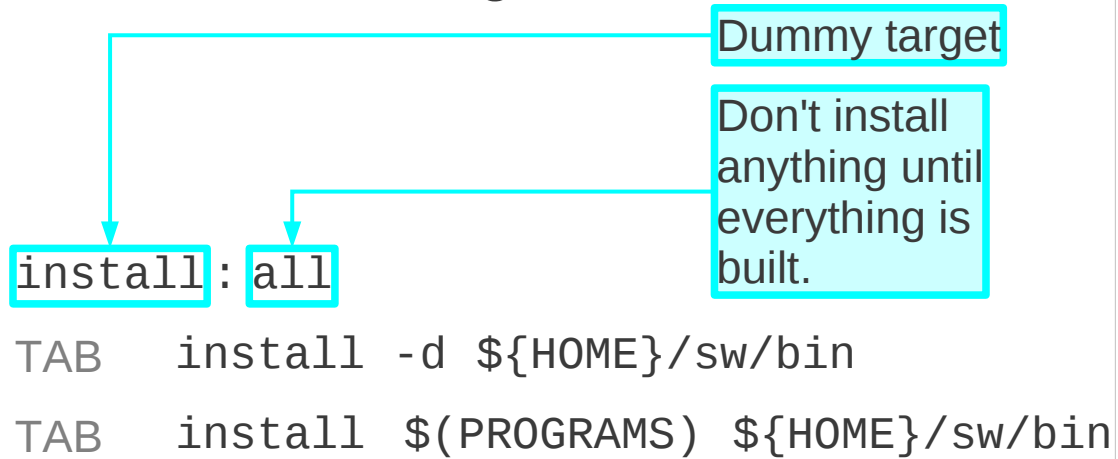 Dummy target
Don't install
anything until
everything is
built.
install: all
TAB install -d ${HOME}/sw/bin
TAB install $(PROGRAMS) ${HOME}/sw/bin